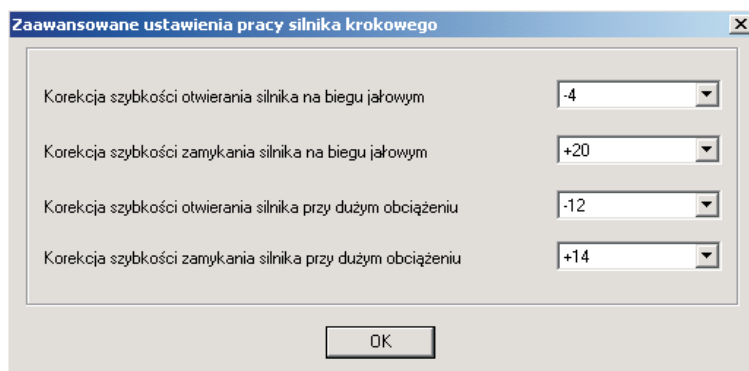 Zaawansowane ustawienia pracy silnika krokowego
Korekcja szybkości otwierania silnika na biegu jałowym
-4
Korekcja szybkości zamykania silnika na biegu jałowym
+20
Korekcja szybkości otwierania silnika przy dużym obciążeniu
-12
Korekcja szybkości zamykania silnika przy dużym obciążeniu
+14
OK